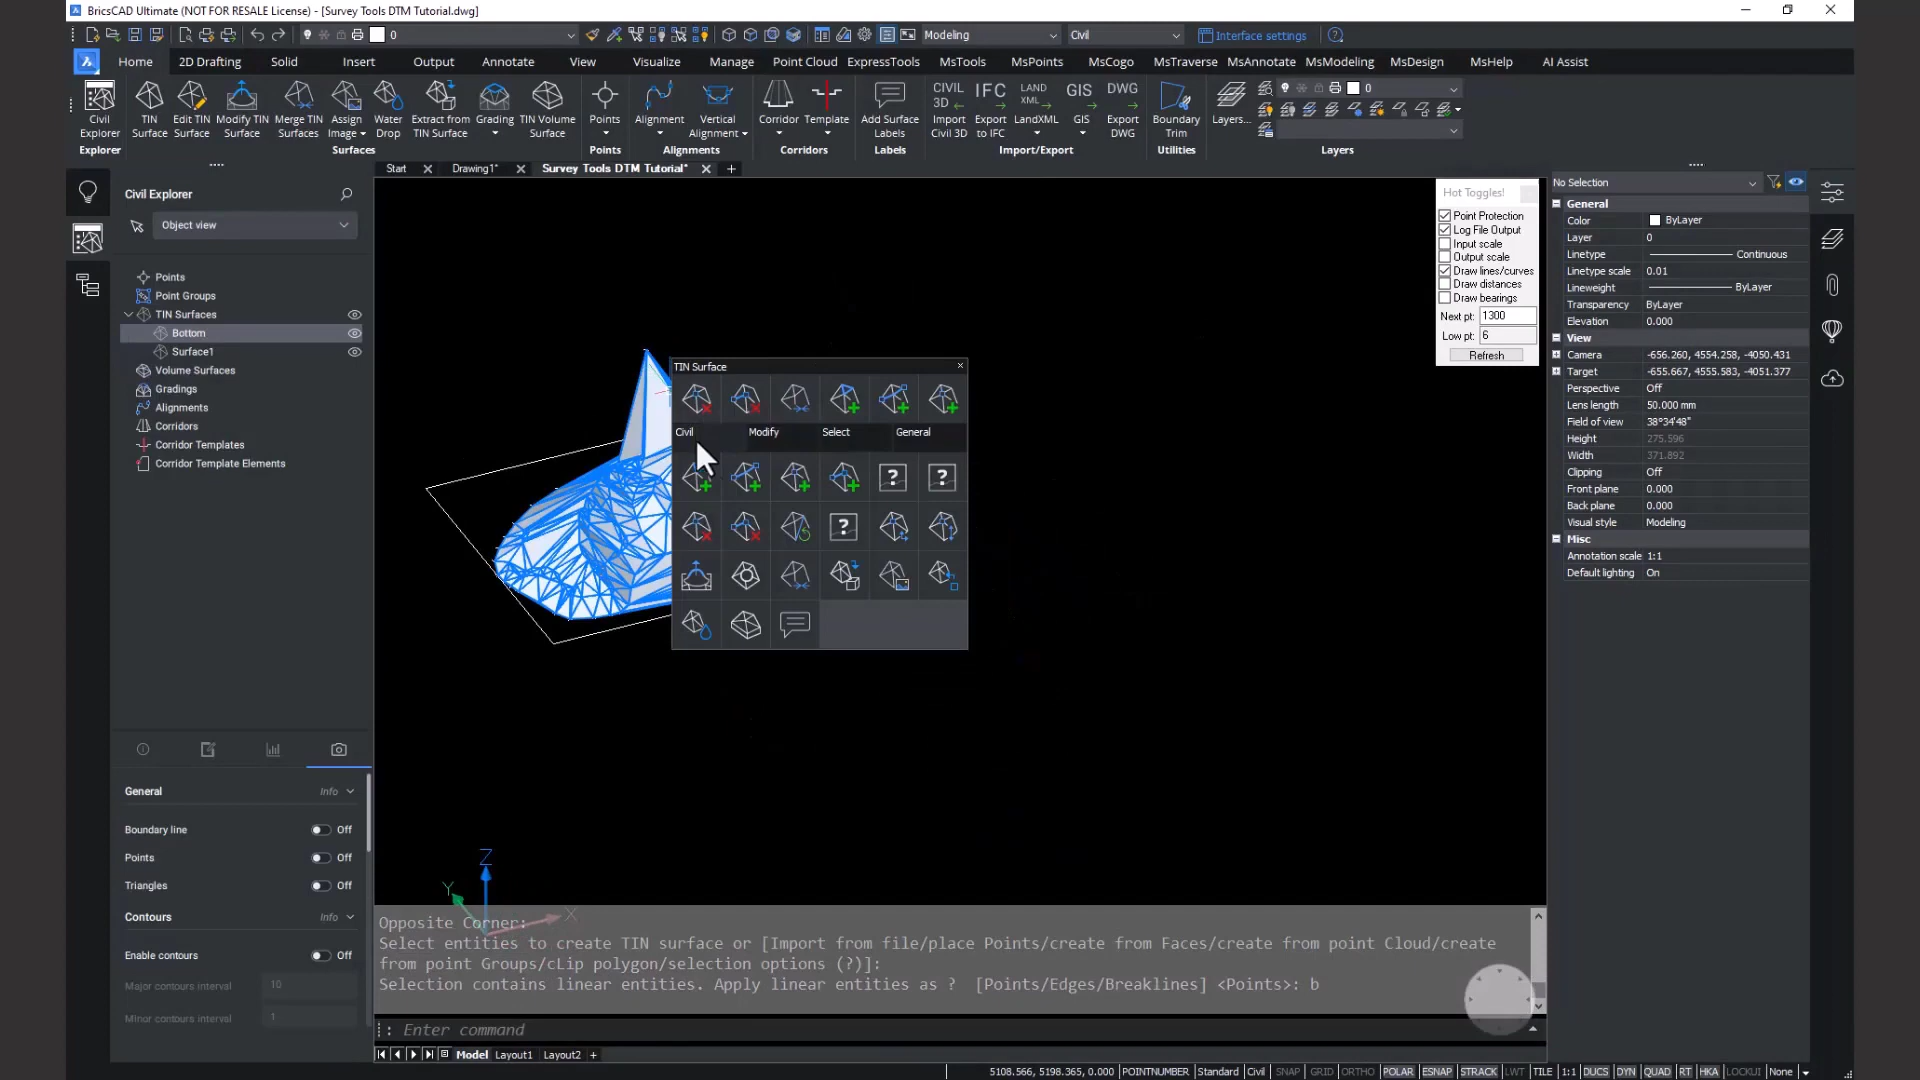 BricsCAD Ultimate (NOT FOR RESALE License) - [Survey Tools DTM Tutorial.dwg]
0 Modeling Civil Interface settings
Home 2D Drafting Solid Insert Output Annotate View Visualize Manage Point Cloud ExpressTools MsTools MsPoints MsCogo MsTraverse MsAnnotate MsModeling MsDesign MsHelp AI Assist
Civil Explorer
TIN Surface
Edit TIN Surface
Modify TIN Surface
Merge TIN Surfaces
Assign Image
Water Drop
Extract from TIN Surface
Grading
TIN Volume Surface
Points
Alignment
Vertical Alignment
Corridor
Template
Add Surface Labels
CIVIL 3D Import Civil 3D
IFC Export to IFC
LAND XML LandXML
GIS GIS
DWG Export DWG
Boundary Trim
Layers...
0
Explorer Surfaces Points Alignments Corridors Labels Import/Export Utilities Layers
Start Drawing1* Survey Tools DTM Tutorial* +
Civil Explorer
Object view
Points
Point Groups
TIN Surfaces
Bottom
Surface1
Volume Surfaces
Gradings
Alignments
Corridors
Corridor Templates
Corridor Template Elements
General Info
Boundary line Off
Points Off
Triangles Off
Contours Info
Enable contours Off
Major contours interval 10
Minor contours interval 1
TIN Surface
Civil Modify Select General
Hot Toggles!
Point Protection
Log File Output
Input scale
Output scale
Draw lines/curves
Draw distances
Draw bearings
Next pt: 1300
Low pt: 6
Refresh
No Selection
General
Color ByLayer
Layer 0
Linetype Continuous
Linetype scale 0.01
Lineweight ByLayer
Transparency ByLayer
Elevation 0.000
View
Camera -656.260, 4554.258, -4050.431
Target -655.667, 4555.583, -4051.377
Perspective Off
Lens length 50.000 mm
Field of view 38°34'48"
Height 275.596
Width 371.892
Clipping Off
Front plane 0.000
Back plane 0.000
Visual style Modeling
Misc
Annotation scale 1:1
Default lighting On
Z
Y
X
Opposite Corner:
Select entities to create TIN surface or [Import from file/place Points/create from Faces/create from point Cloud/create
from point Groups/cLip polygon/selection options (?)]:
Selection contains linear entities. Apply linear entities as ? [Points/Edges/Breaklines] <Points>: b
: Enter command
Model Layout1 Layout2 +
5108.566, 5198.365, 0.000 POINTNUMBER Standard Civil SNAP GRID ORTHO POLAR ESNAP STRACK LWT TILE 1:1 DUCS DYN QUAD RT HKA LOCKUI None